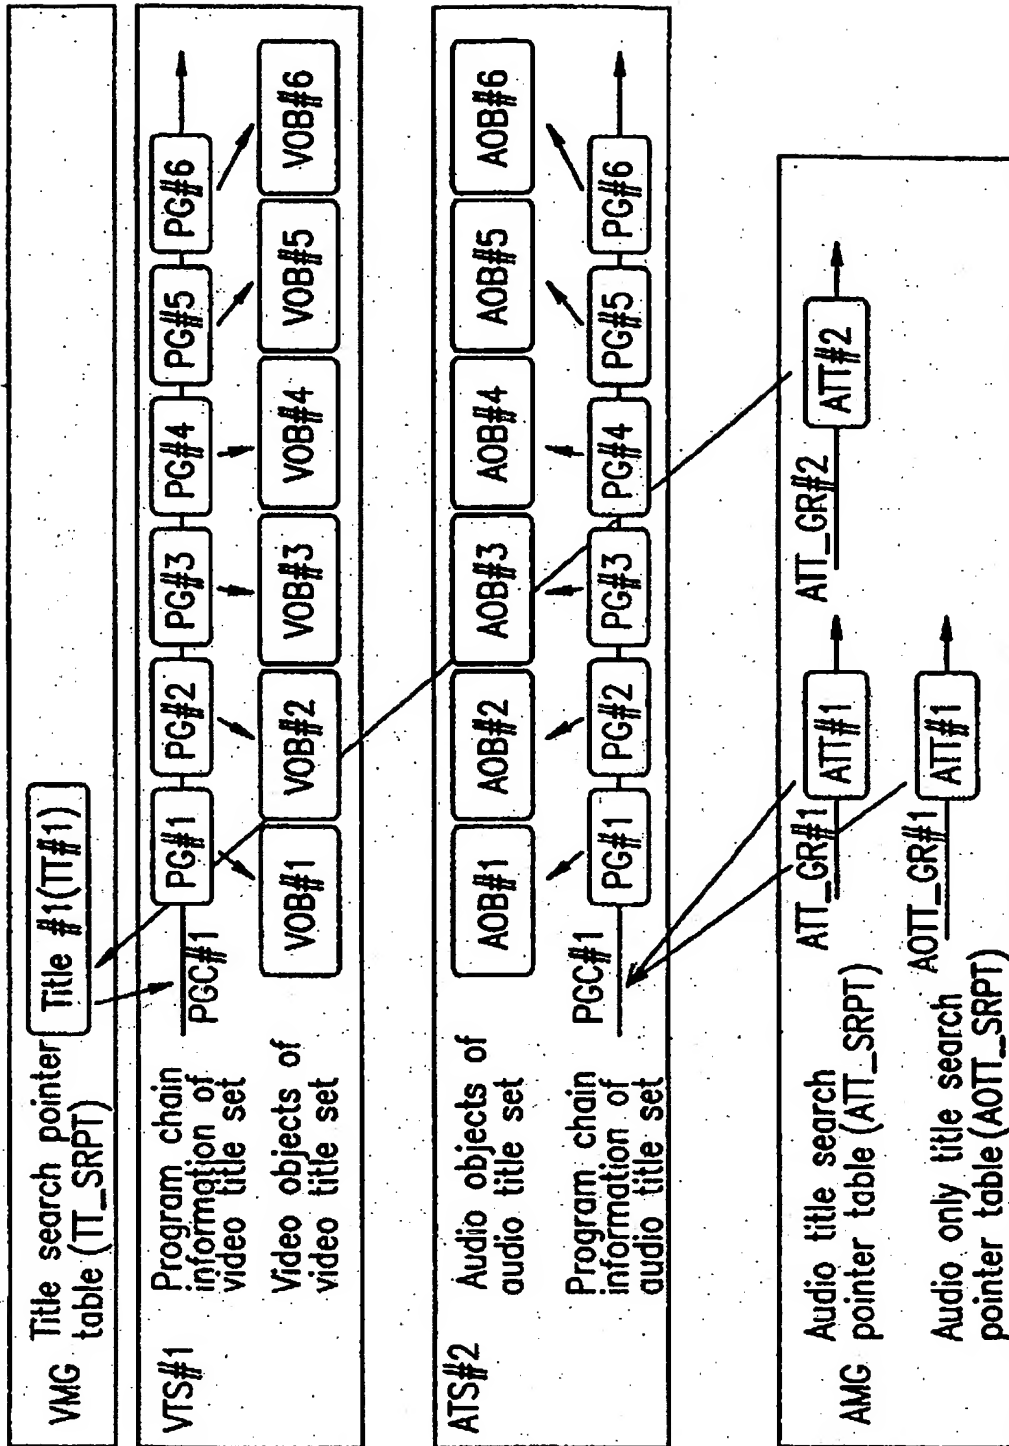 VMG
Title search pointer
table (TT_SRPT)
Title #1(TT#1)
VTS#1
Program chain
information of
video title set
PGC#1
PG#1
PG#2
PG#3
PG#4
PG#5
PG#6
Video objects of
video title set
VOB#1
VOB#2
VOB#3
VOB#4
VOB#5
VOB#6
ATS#2
Audio objects of
audio title set
AOB#1
AOB#2
AOB#3
AOB#4
AOB#5
AOB#6
Program chain
information of
audio title set
PGC#1
PG#1
PG#2
PG#3
PG#4
PG#5
PG#6
AMG
Audio title search
pointer table (ATT_SRPT)
ATT_GR#1
ATT#1
ATT_GR#2
ATT#2
Audio only title search
pointer table(AOTT_SRPT)
AOTT_GR#1
ATT#1